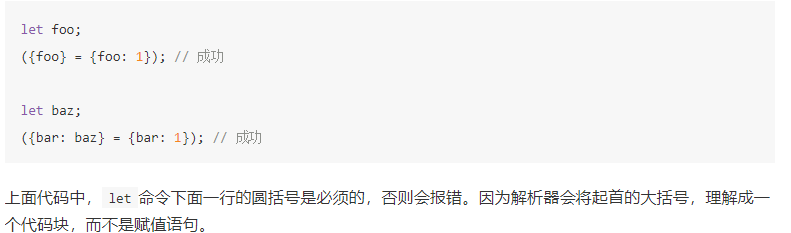 let foo;
({foo} = {foo: 1}); // 成功
let baz;
({bar: baz} = {bar: 1}); // 成功
上面代码中，let命令下面一行的圆括号是必须的，否则会报错。因为解析器会将起首的大括号，理解成一
个代码块，而不是赋值语句。